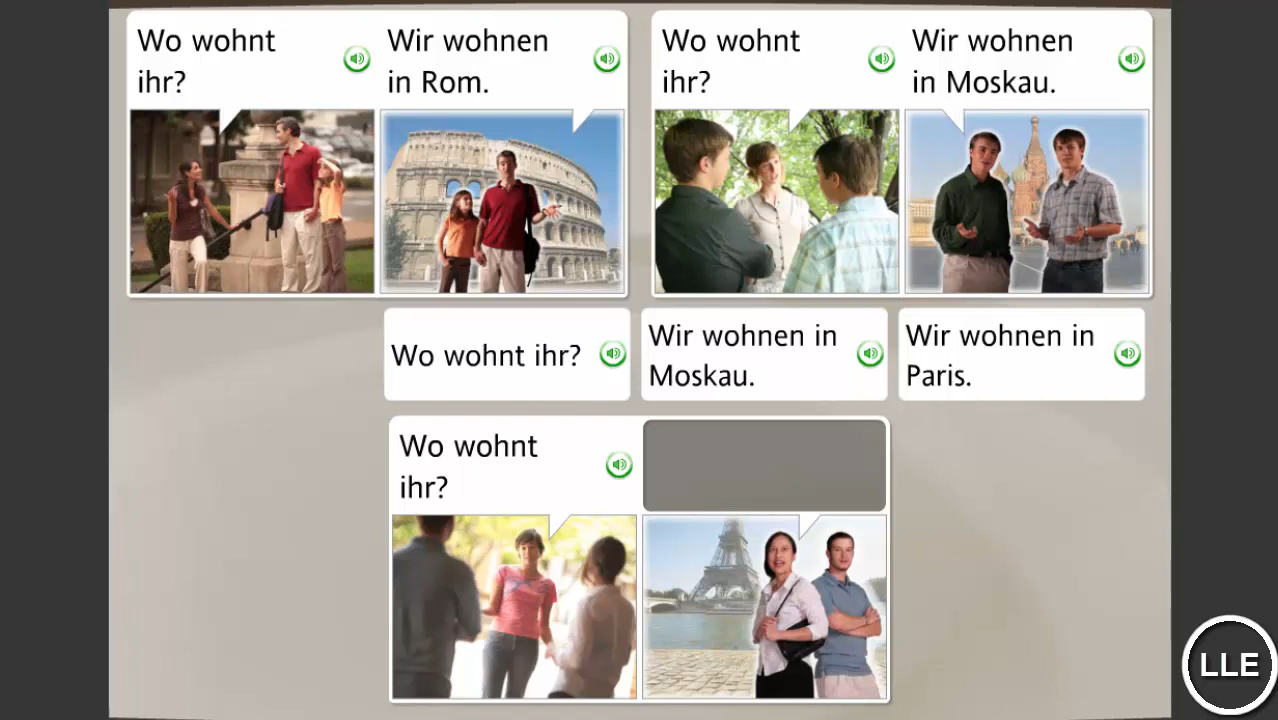 Wo wohnt
ihr?
Wir wohnen
in Rom.
Wo wohnt
ihr?
Wir wohnen
in Moskau.
Wo wohnt ihr?
Wir wohnen in
Moskau.
Wir wohnen in
Paris.
Wo wohnt
ihr?
LLE